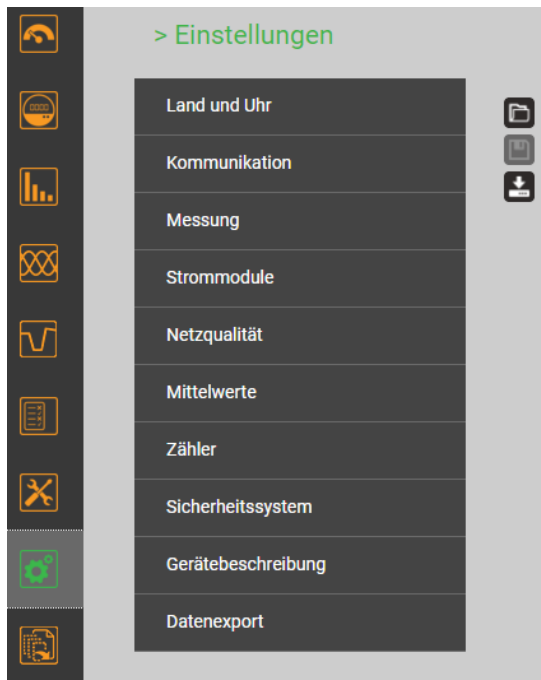 > Einstellungen
Land und Uhr
Kommunikation
Messung
Strommodule
Netzqualität
Mittelwerte
Zähler
Sicherheitssystem
Gerätebeschreibung
Datenexport